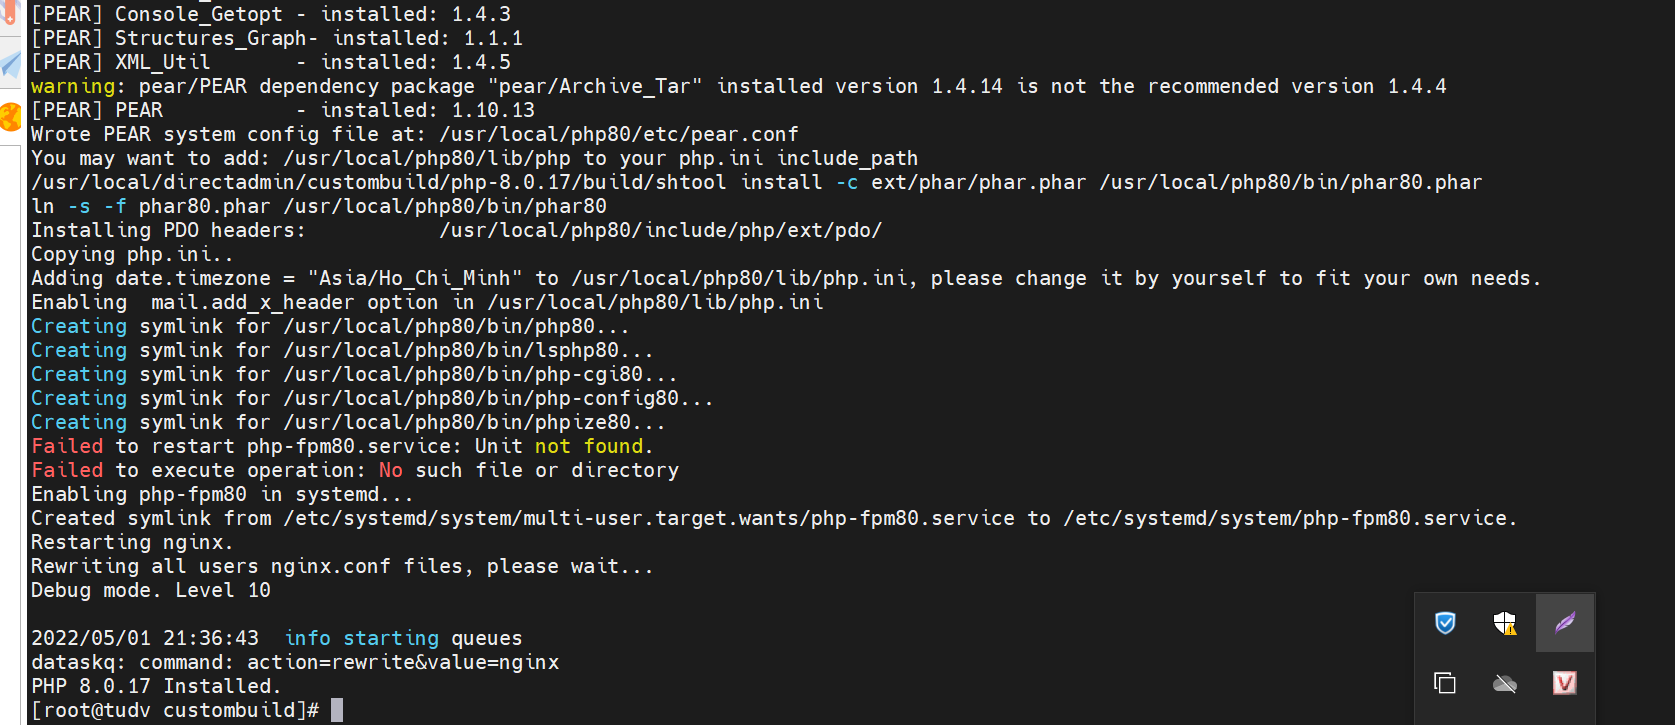 [PEAR] Console_Getopt - installed: 1.4.3
[PEAR] Structures_Graph- installed: 1.1.1
[PEAR] XML_Util       - installed: 1.4.5
warning: pear/PEAR dependency package "pear/Archive_Tar" installed version 1.4.14 is not the recommended version 1.4.4
[PEAR] PEAR           - installed: 1.10.13
Wrote PEAR system config file at: /usr/local/php80/etc/pear.conf
You may want to add: /usr/local/php80/lib/php to your php.ini include_path
/usr/local/directadmin/custombuild/php-8.0.17/build/shtool install -c ext/phar/phar.phar /usr/local/php80/bin/phar80.phar
ln -s -f phar80.phar /usr/local/php80/bin/phar80
Installing PDO headers:           /usr/local/php80/include/php/ext/pdo/
Copying php.ini..
Adding date.timezone = "Asia/Ho_Chi_Minh" to /usr/local/php80/lib/php.ini, please change it by yourself to fit your own needs.
Enabling  mail.add_x_header option in /usr/local/php80/lib/php.ini
Creating symlink for /usr/local/php80/bin/php80...
Creating symlink for /usr/local/php80/bin/lsphp80...
Creating symlink for /usr/local/php80/bin/php-cgi80...
Creating symlink for /usr/local/php80/bin/php-config80...
Creating symlink for /usr/local/php80/bin/phpize80...
Failed to restart php-fpm80.service: Unit not found.
Failed to execute operation: No such file or directory
Enabling php-fpm80 in systemd...
Created symlink from /etc/systemd/system/multi-user.target.wants/php-fpm80.service to /etc/systemd/system/php-fpm80.service.
Restarting nginx.
Rewriting all users nginx.conf files, please wait...
Debug mode. Level 10
2022/05/01 21:36:43  info starting queues
dataskq: command: action=rewrite&value=nginx
PHP 8.0.17 Installed.
[root@tudv custombuild]#
V